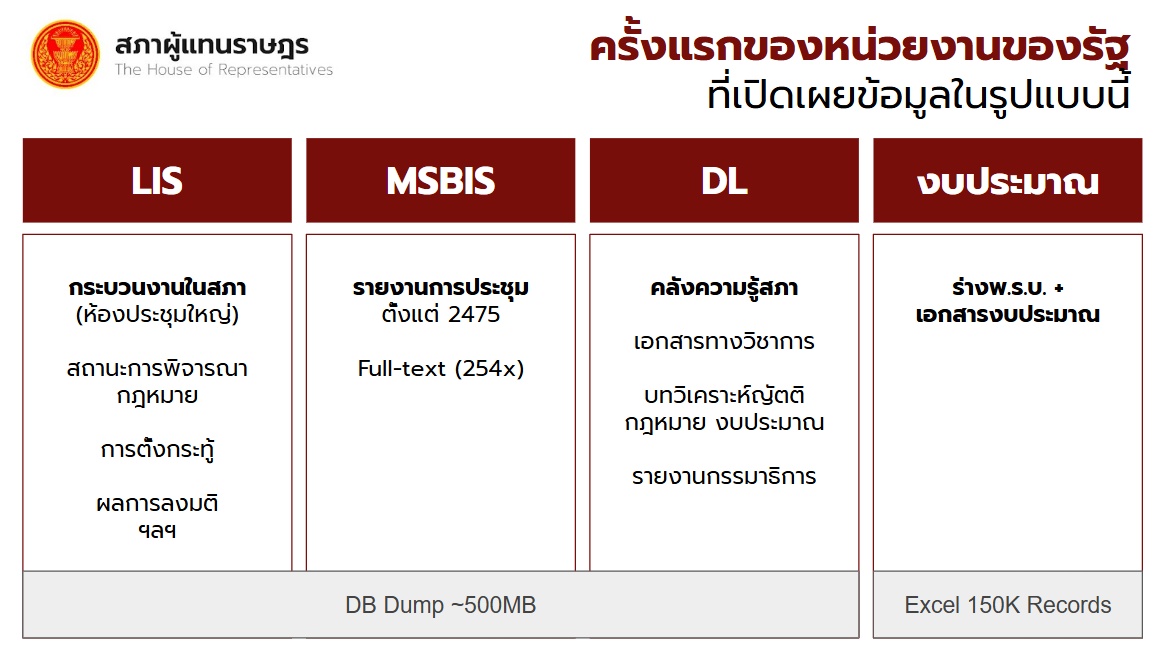 สภาผู้แทนราษฎร
The House of Representatives
ครั้งแรกของหน่วยงานของรัฐ
ที่เปิดเผยข้อมูลในรูปแบบนี้
LIS
กระบวนงานในสภา
(ห้องประชุมใหญ่)
สถานะการพิจารณา
กฎหมาย
การตั้งกระทู้
ผลการลงมติ
ฯลฯ
MSBIS
รายงานการประชุม
ตั้งแต่ 2475
Full-text (254x)
DL
คลังความรู้สภา
เอกสารทางวิชาการ
บทวิเคราะห์ญัตติ
กฎหมาย งบประมาณ
รายงานกรรมาธิการ
งบประมาณ
ร่างพ.ร.บ. +
เอกสารงบประมาณ
DB Dump ~500MB
Excel 150K Records